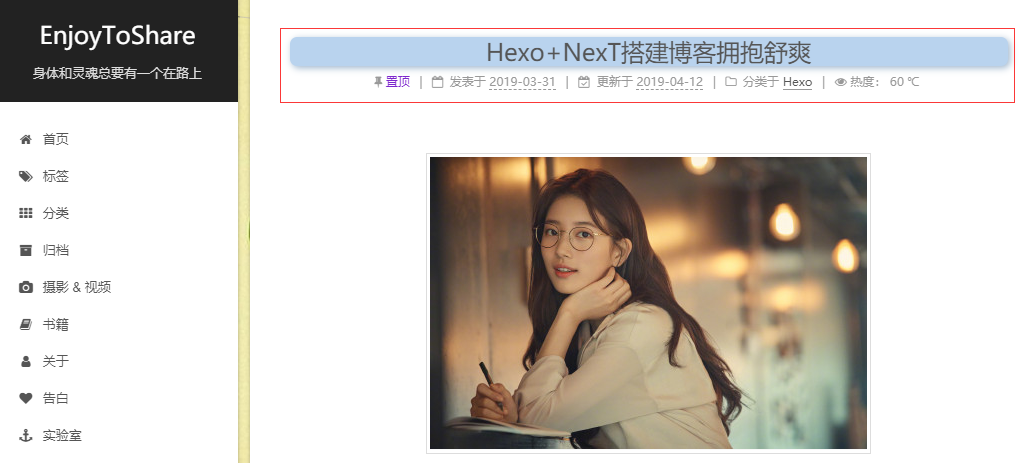 EnjoyToShare
身体和灵魂总要有一个在路上
首页
标签
分类
归档
摄影 & 视频
书籍
关于
告白
实验室
Hexo+NexT搭建博客拥抱舒爽
置顶 | 发表于 2019-03-31 | 更新于 2019-04-12 | 分类于 Hexo | 热度： 60 ℃